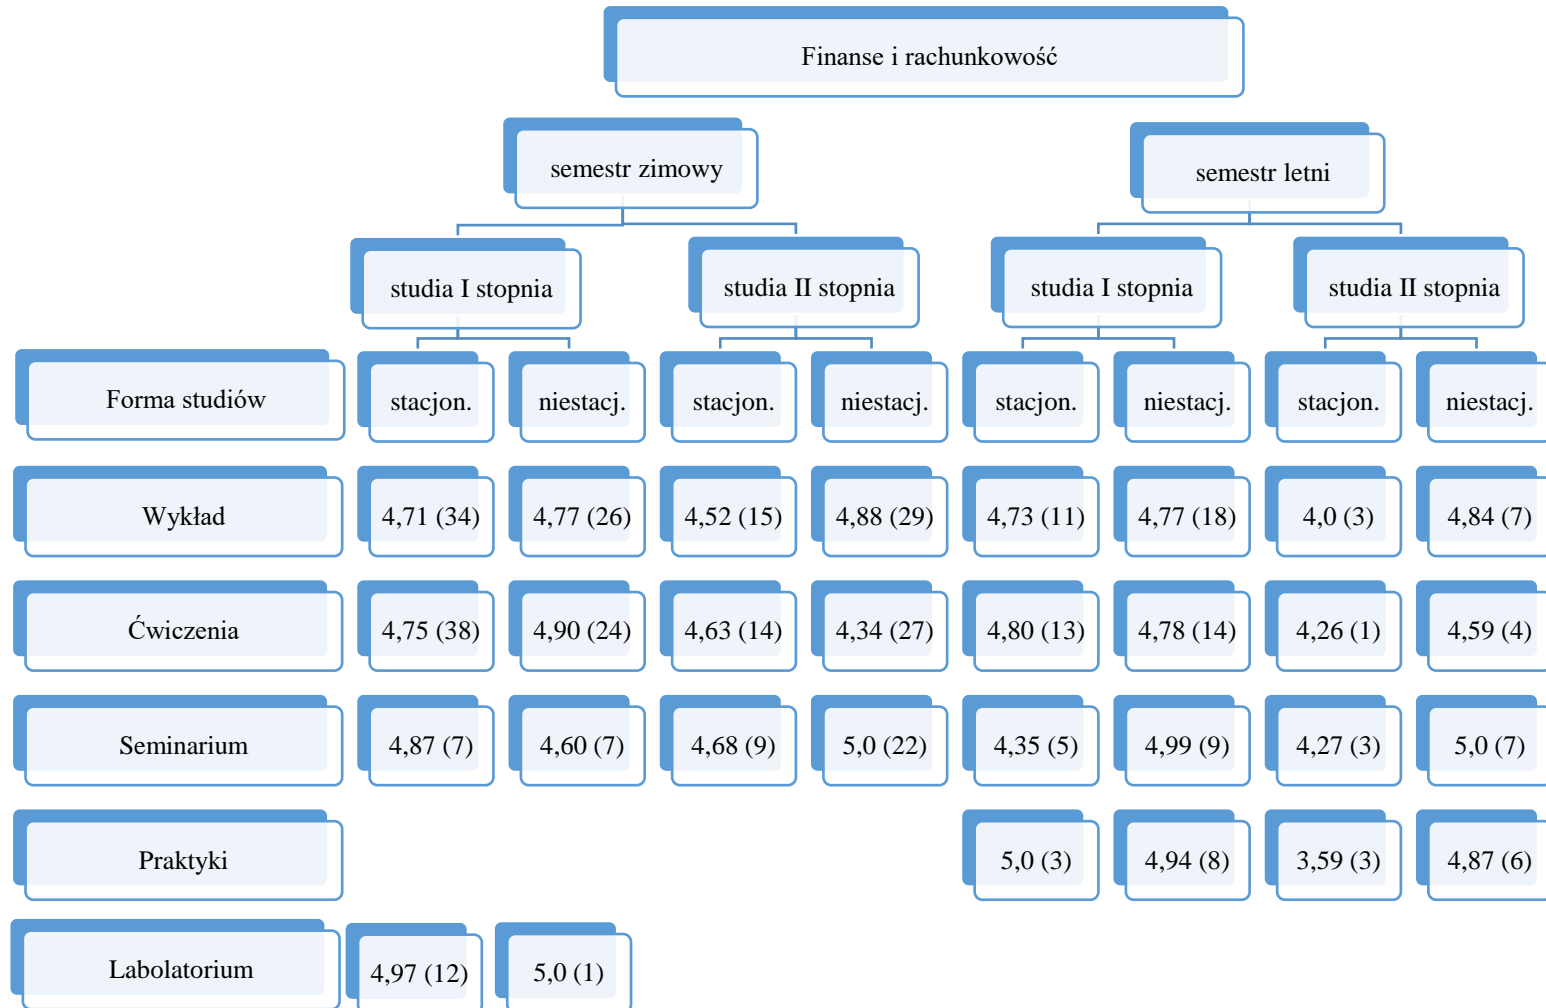 Finanse i rachunkowość
semestr zimowy semestr letni
studia I stopnia studia II stopnia studia I stopnia studia II stopnia
Forma studiów stacjon. niestacj. stacjon. niestacj. stacjon. niestacj. stacjon. niestacj.
Wykład 4,71 (34) 4,77 (26) 4,52 (15) 4,88 (29) 4,73 (11) 4,77 (18) 4,0 (3) 4,84 (7)
Ćwiczenia 4,75 (38) 4,90 (24) 4,63 (14) 4,34 (27) 4,80 (13) 4,78 (14) 4,26 (1) 4,59 (4)
Seminarium 4,87 (7) 4,60 (7) 4,68 (9) 5,0 (22) 4,35 (5) 4,99 (9) 4,27 (3) 5,0 (7)
Praktyki 5,0 (3) 4,94 (8) 3,59 (3) 4,87 (6)
Labolatorium 4,97 (12) 5,0 (1)